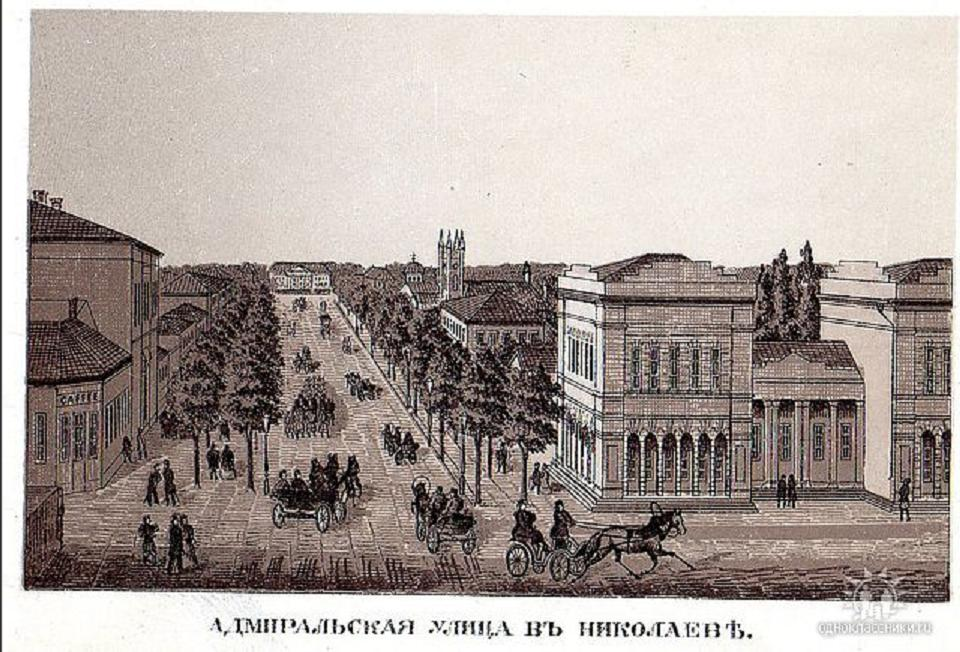 CAFFEE
АДМИРАЛЬСКАЯ УЛИЦА ВЪ НИКОЛАЕВѢ.
одноклассники.ru